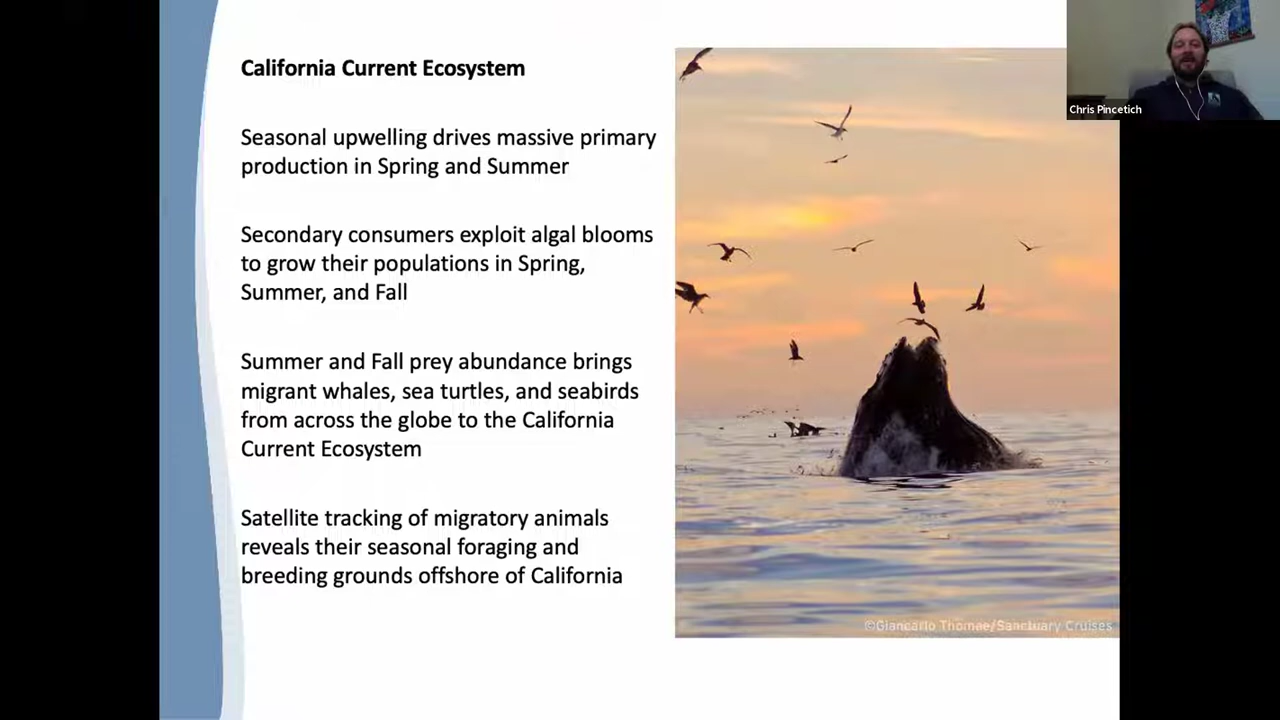 California Current Ecosystem
Seasonal upwelling drives massive primary
production in Spring and Summer
Secondary consumers exploit algal blooms
to grow their populations in Spring,
Summer, and Fall
Summer and Fall prey abundance brings
migrant whales, sea turtles, and seabirds
from across the globe to the California
Current Ecosystem
Satellite tracking of migratory animals
reveals their seasonal foraging and
breeding grounds offshore of California
©Giancarlo Thomae/Sanctuary Cruises
Chris Pincetich